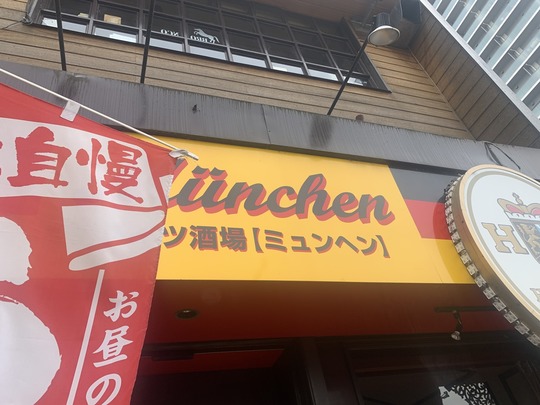 自慢
お昼の
ünchen
ツ酒場【ミュンヘン】
H